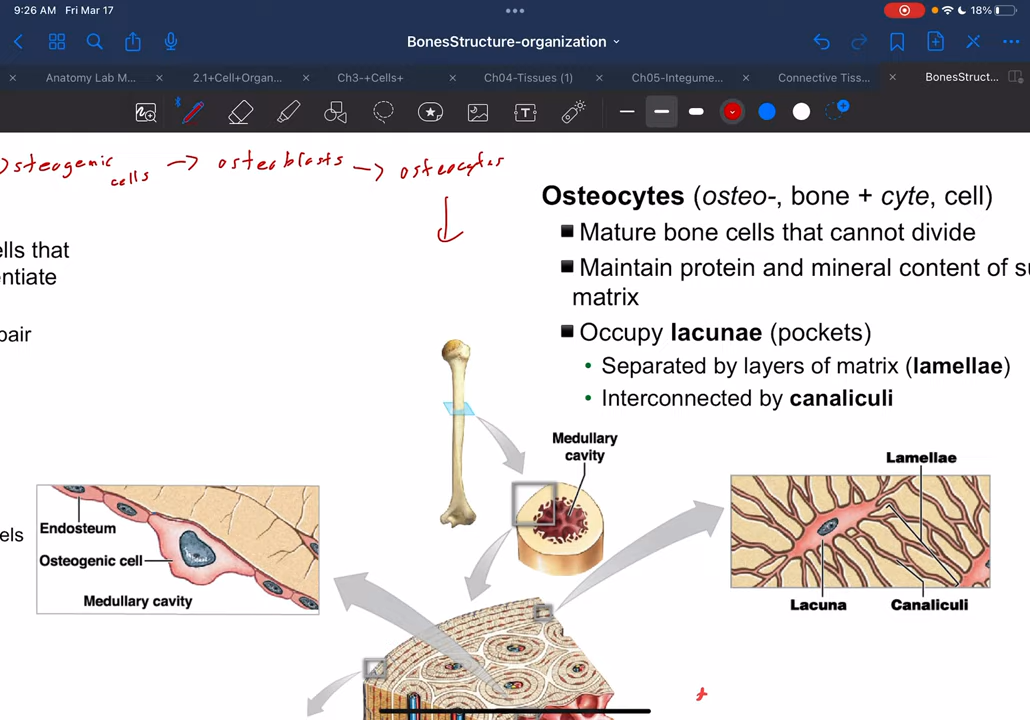 9:26 AM Fri Mar 17
18%
BonesStructure-organization
Anatomy Lab M...
2.1+Cell+Organ...
Ch3-+Cells+
Ch04-Tissues (1)
Ch05-Integume...
Connective Tiss...
BonesStruct...
Osteogenic cells → osteoblasts → osteocytes
ells that
entiate
pair
els
Osteocytes (osteo-, bone + cyte, cell)
Mature bone cells that cannot divide
Maintain protein and mineral content of su
matrix
Occupy lacunae (pockets)
• Separated by layers of matrix (lamellae)
• Interconnected by canaliculi
Medullary
cavity
Lamellae
Endosteum
Osteogenic cell
Medullary cavity
Lacuna
Canaliculi